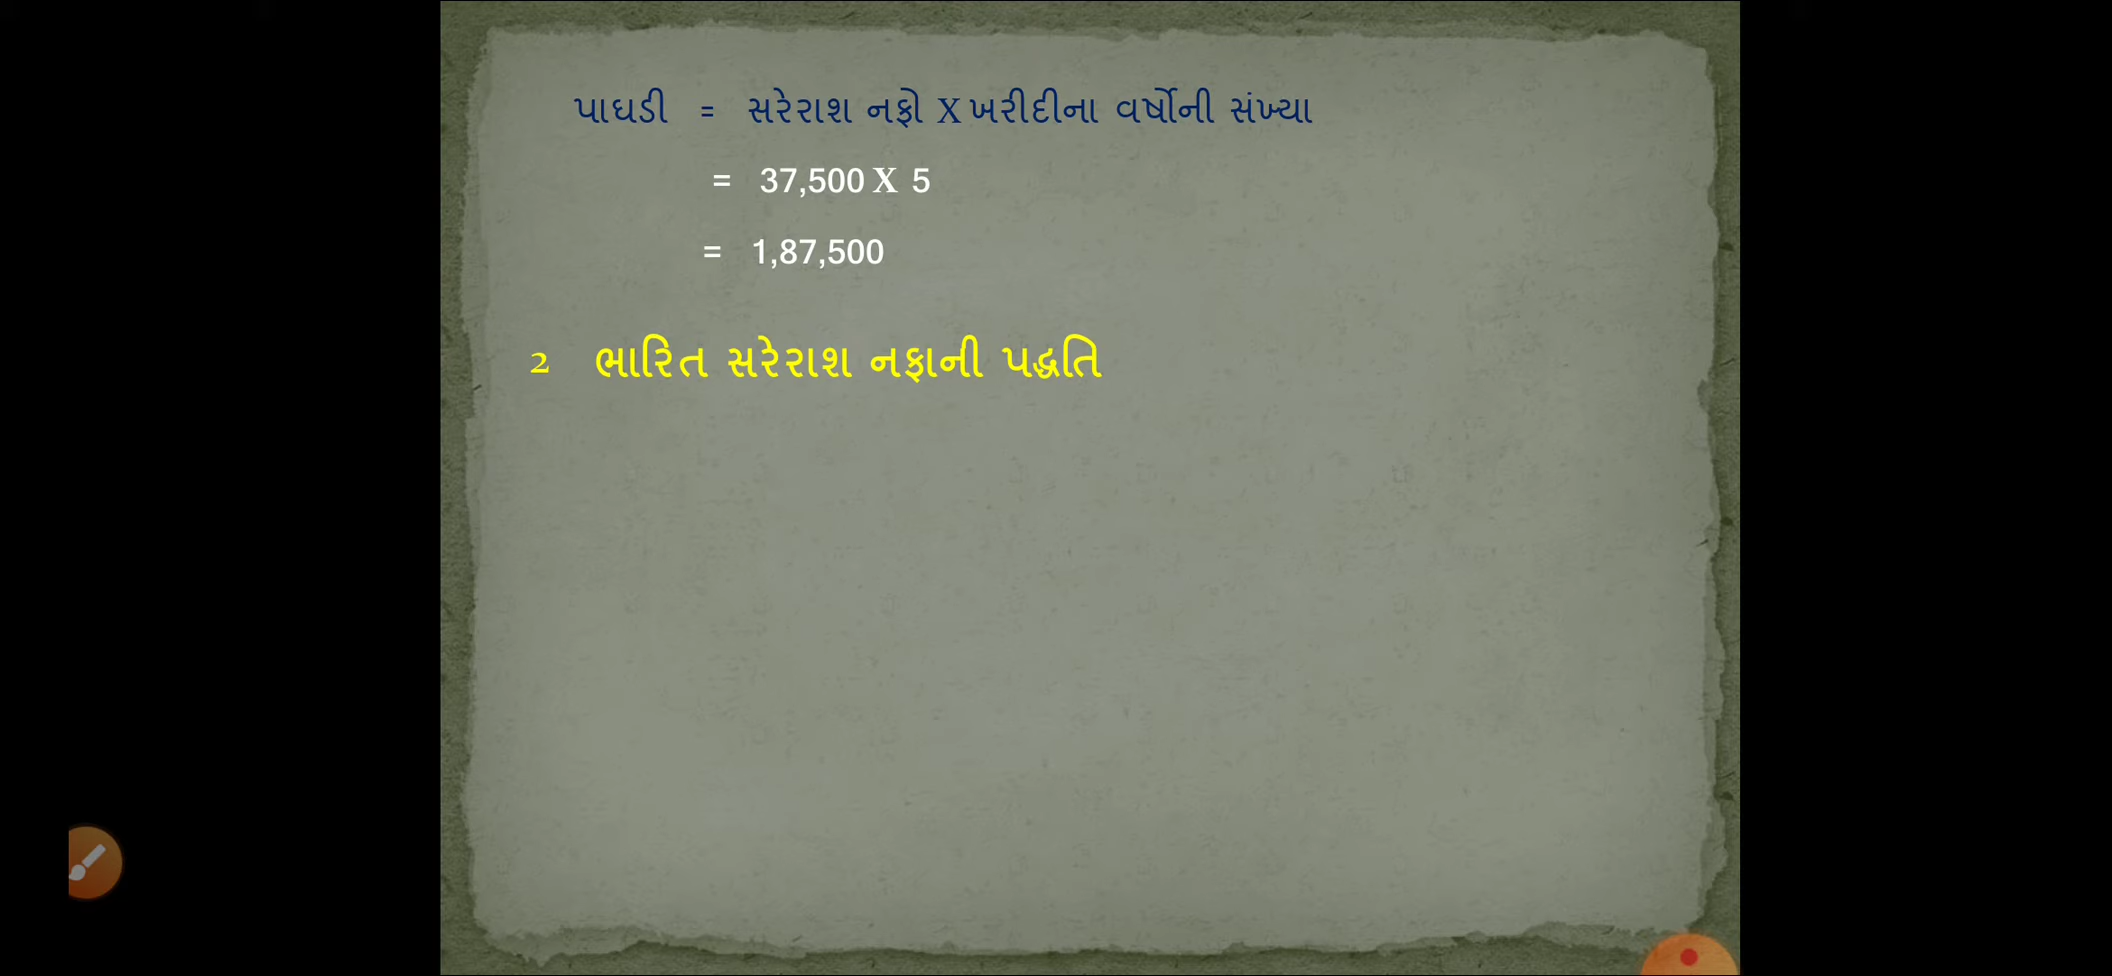 પાઘડી = સરેરાશ નફો X ખરીદીના વર્ષોની સંખ્યા
= 37,500 X 5
= 1,87,500
2 ભારિત સરેરાશ નફાની પદ્ધતિ